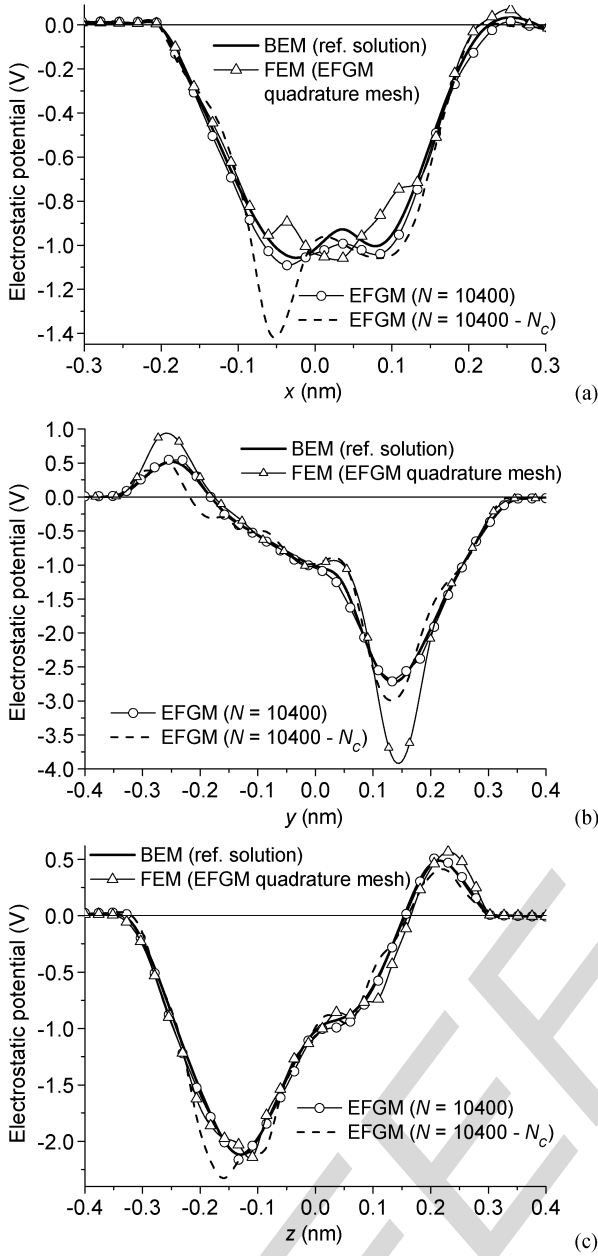 0.0
-0.2
-0.4
-0.6
-0.8
-1.0
-1.2
-1.4
Electrostatic potential (V)
BEM (ref. solution)
FEM (EFGM
quadrature mesh)
EFGM (N = 10400)
EFGM (N = 10400 - Nc)
-0.3 -0.2 -0.1 0.0 0.1 0.2 0.3
x (nm)
(a)
1.0
0.5
0.0
-0.5
-1.0
-1.5
-2.0
-2.5
-3.0
-3.5
-4.0
Electrostatic potential (V)
BEM (ref. solution)
FEM (EFGM quadrature mesh)
EFGM (N = 10400)
EFGM (N = 10400 - Nc)
-0.4 -0.3 -0.2 -0.1 0.0 0.1 0.2 0.3 0.4
y (nm)
(b)
0.5
0.0
-0.5
-1.0
-1.5
-2.0
Electrostatic potential (V)
BEM (ref. solution)
FEM (EFGM quadrature mesh)
EFGM (N = 10400)
EFGM (N = 10400 - Nc)
-0.4 -0.3 -0.2 -0.1 0.0 0.1 0.2 0.3 0.4
z (nm)
(c)